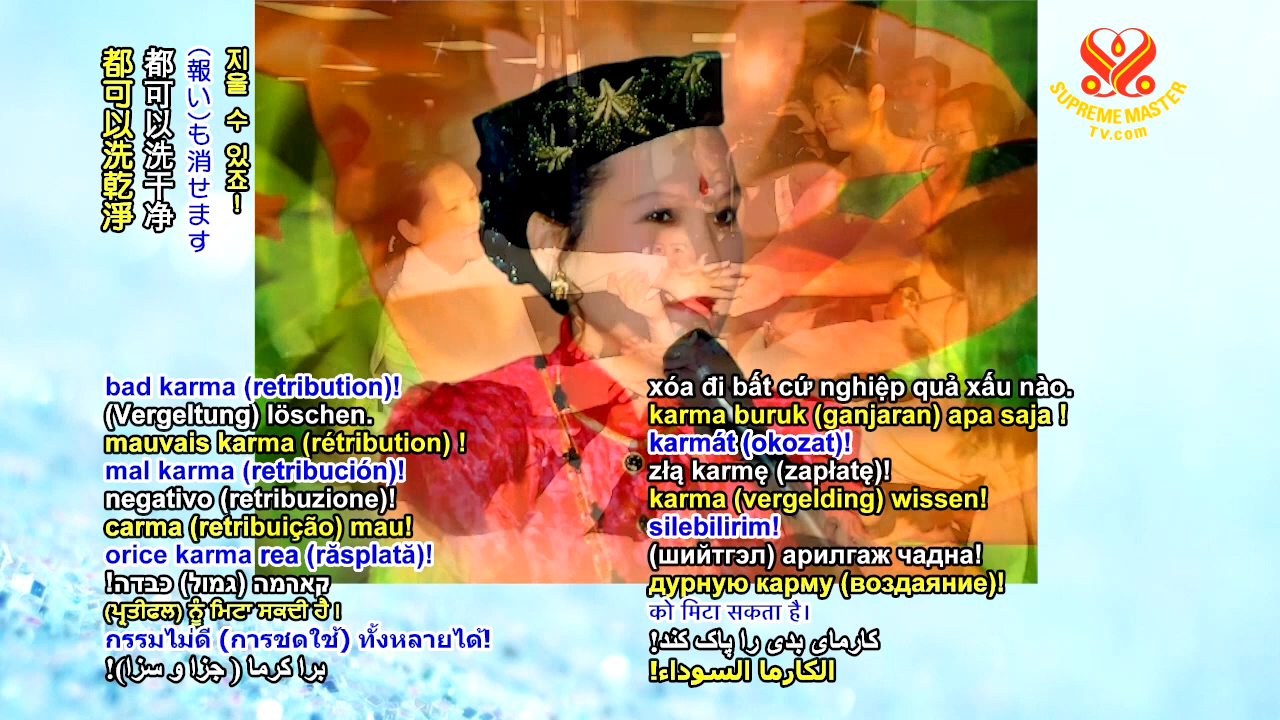 지을 수 있죠!
（報い）も消せます
都可以洗干净
都可以洗乾淨
SUPREME MASTER
TV.com
bad karma (retribution)!
(Vergeltung) löschen.
mauvais karma (rétribution) !
mal karma (retribución)!
negativo (retribuzione)!
carma (retribuição) mau!
orice karma rea (răsplată)!
קארמה (גמול) כבדה!
(ਪ੍ਰਤੀਫਲ) ਨੂੰ ਮਿਟਾ ਸਕਦੀ ਹੈ।
กรรมไม่ดี (การชดใช้) ทั้งหลายได้!
برا کرما ( جزا و سزا)!
xóa đi bất cứ nghiệp quả xấu nào.
karma buruk (ganjaran) apa saja !
karmát (okozat)!
złą karmę (zapłatę)!
karma (vergelding) wissen!
silebilirim!
(шийтгэл) арилгаж чадна!
дурную карму (воздаяние)!
को मिटा सकता है।
کارمای بدی را پاک کند!
الكارما السوداء!